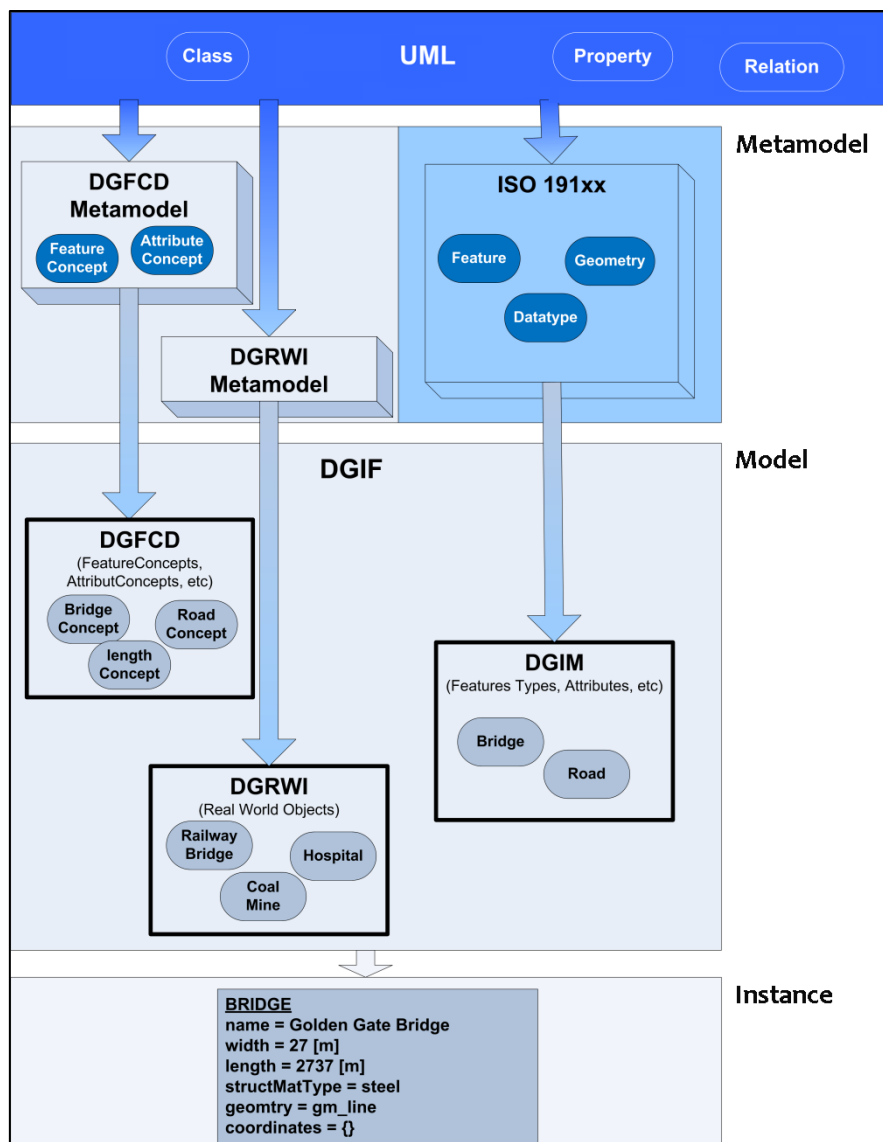 Class
UML
Property
Relation
Metamodel
DGFCD
Metamodel
Feature
Concept
Attribute
Concept
ISO 191xx
Feature
Geometry
Datatype
DGRWI
Metamodel
Model
DGIF
DGFCD
(FeatureConcepts,
AttributConcepts, etc)
Bridge
Concept
Road
Concept
length
Concept
DGIM
(Features Types, Attributes, etc)
Bridge
Road
DGRWI
(Real World Objects)
Railway
Bridge
Hospital
Coal
Mine
Instance
BRIDGE
name = Golden Gate Bridge
width = 27 [m]
length = 2737 [m]
structMatType = steel
geomtry = gm_line
coordinates = {}